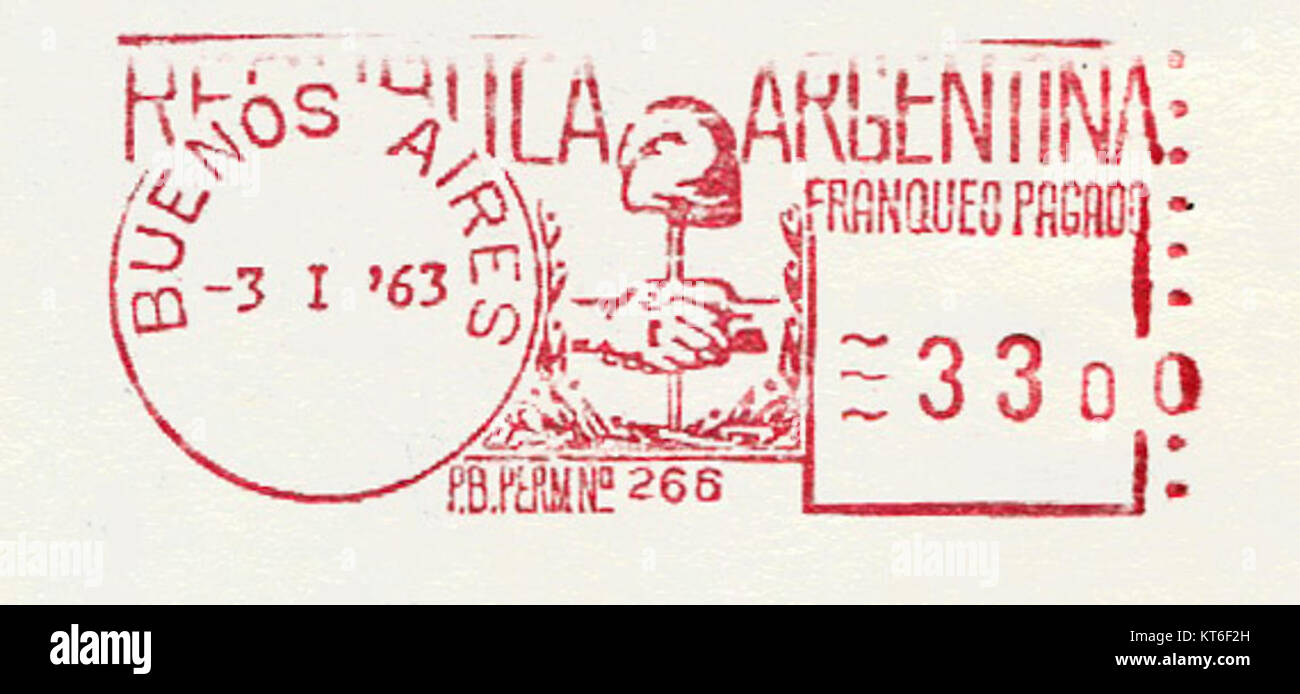 REPUBLICA ARGENTINA
BUENOS AIRES
-3 I '63
FRANQUEO PAGADO
≈3300
P.B.PERM.Nº 266
alamy
alamy
alamy
a
a
a
a
alamy
Image ID: KT6F2H
www.alamy.com